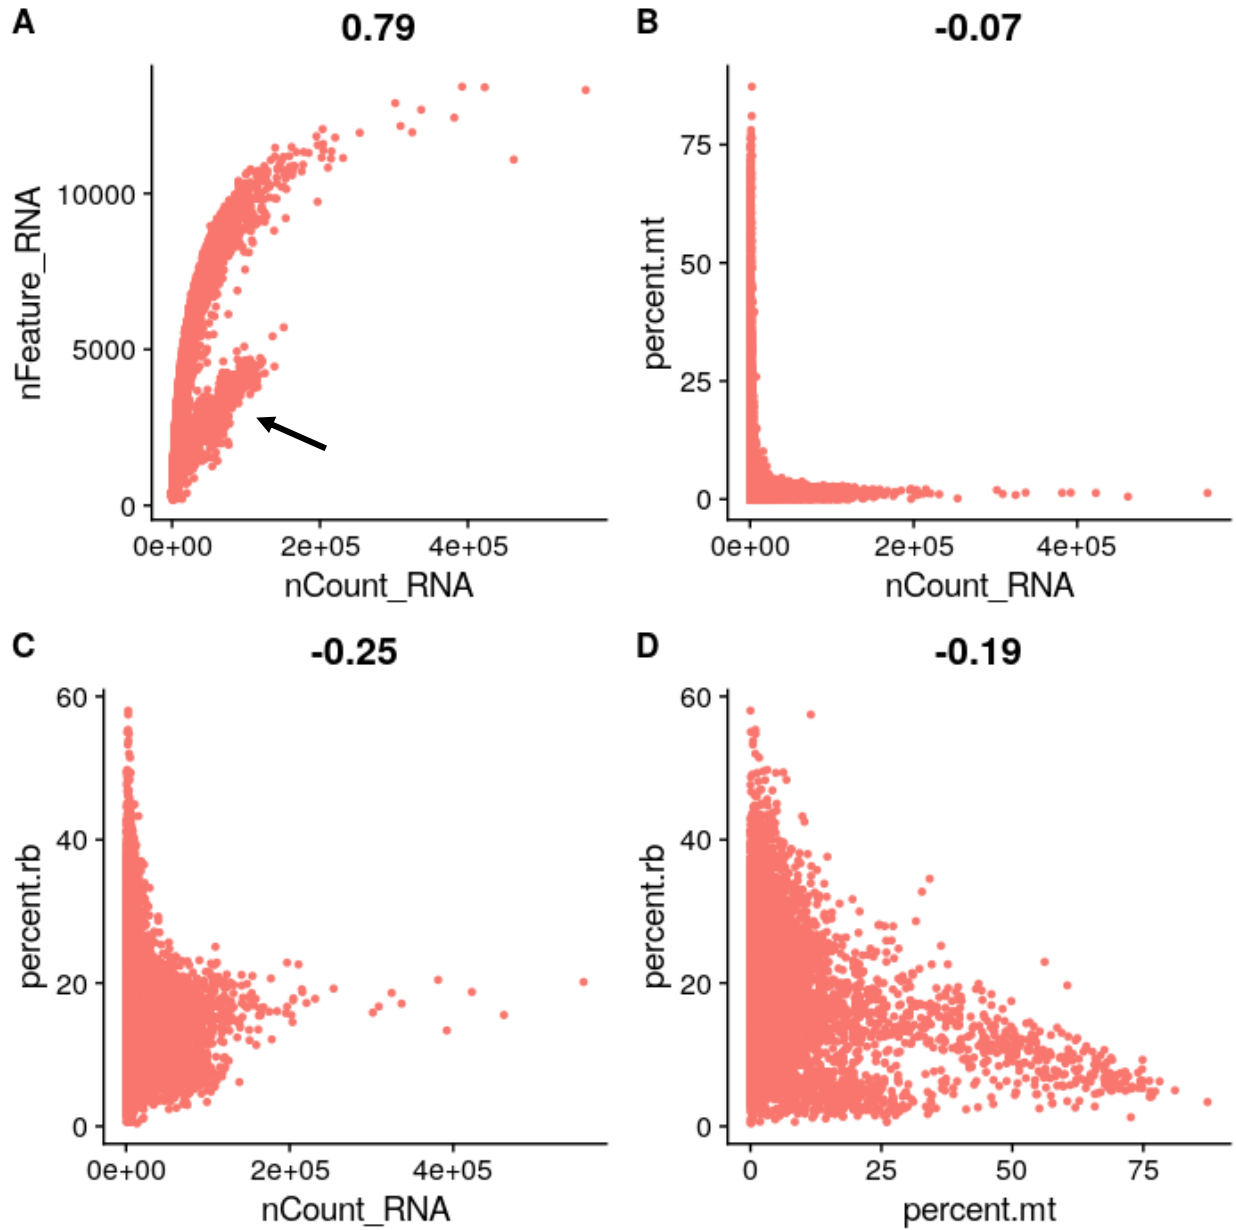 A
0.79
nFeature_RNA
10000
5000
0
0e+00 2e+05 4e+05
nCount_RNA
B
-0.07
percent.mt
75
50
25
0
0e+00 2e+05 4e+05
nCount_RNA
C
-0.25
percent.rb
60
40
20
0
0e+00 2e+05 4e+05
nCount_RNA
D
-0.19
percent.rb
60
40
20
0
0 25 50 75
percent.mt